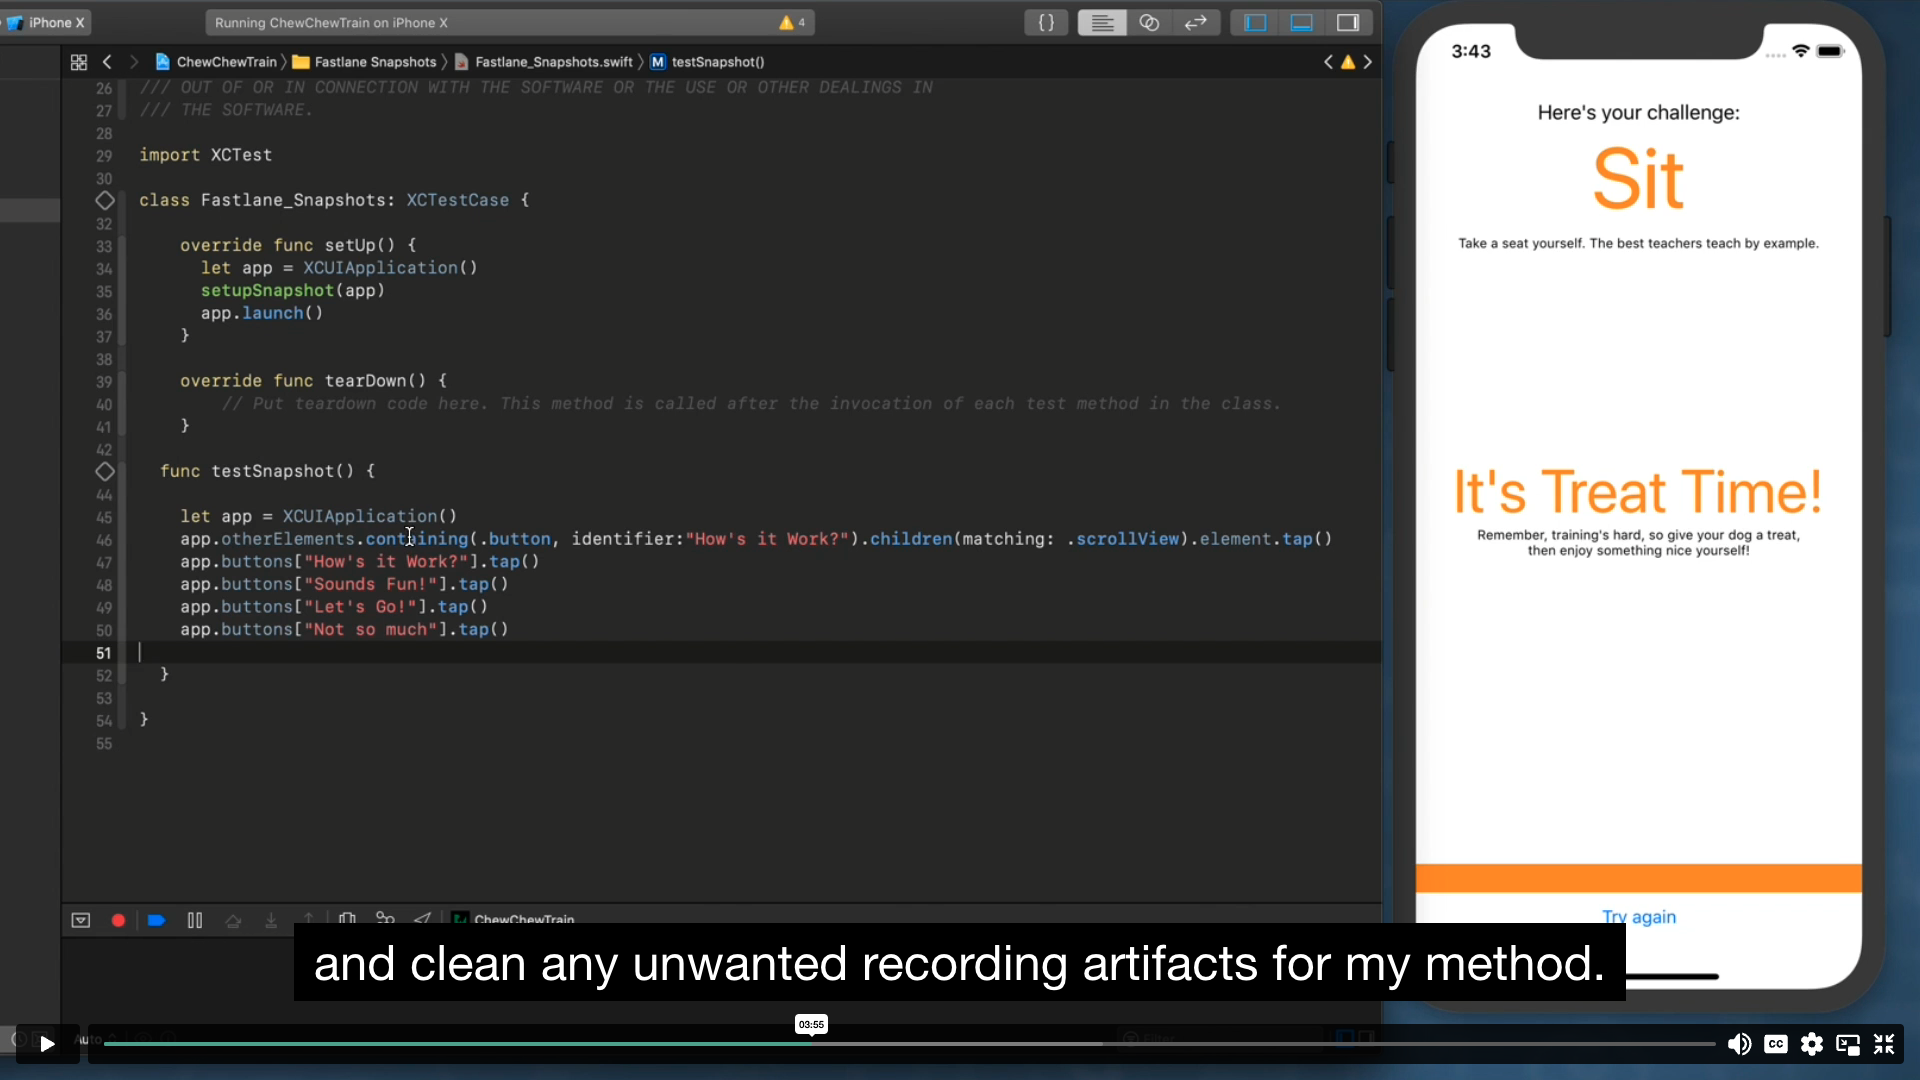 iPhone X
Running ChewChewTrain on iPhone X
4
{}
ChewChewTrain
Fastlane Snapshots
Fastlane_Snapshots.swift
M testSnapshot()
26 /// OUT OF OR IN CONNECTION WITH THE SOFTWARE OR THE USE OR OTHER DEALINGS IN
27 /// THE SOFTWARE.
28
29 import XCTest
30
class Fastlane_Snapshots: XCTestCase {
32
33 override func setUp() {
34 let app = XCUIApplication()
35 setupSnapshot(app)
36 app.launch()
37 }
38
39 override func tearDown() {
40 // Put teardown code here. This method is called after the invocation of each test method in the class.
41 }
42
func testSnapshot() {
44
45 let app = XCUIApplication()
46 app.otherElements.containing(.button, identifier:"How's it Work?").children(matching: .scrollView).element.tap()
47 app.buttons["How's it Work?"].tap()
48 app.buttons["Sounds Fun!"].tap()
49 app.buttons["Let's Go!"].tap()
50 app.buttons["Not so much"].tap()
51
52 }
53
54 }
55
ChewChewTrain
3:43
Here's your challenge:
Sit
Take a seat yourself. The best teachers teach by example.
It's Treat Time!
Remember, training's hard, so give your dog a treat,
then enjoy something nice yourself!
Try again
and clean any unwanted recording artifacts for my method.
03:55
Auto
Filter
CC